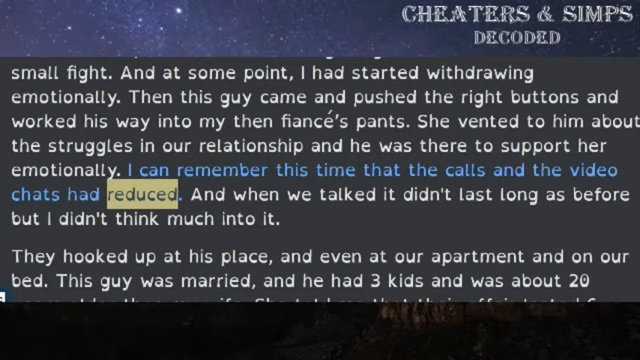 CHEATERS & SIMPS
DECODED
small fight. And at some point, I had started withdrawing
emotionally. Then this guy came and pushed the right buttons and
worked his way into my then fiancé's pants. She vented to him about
the struggles in our relationship and he was there to support her
emotionally. I can remember this time that the calls and the video
chats had reduced. And when we talked it didn't last long as before
but I didn't think much into it.
They hooked up at his place, and even at our apartment and on our
bed. This guy was married, and he had 3 kids and was about 20